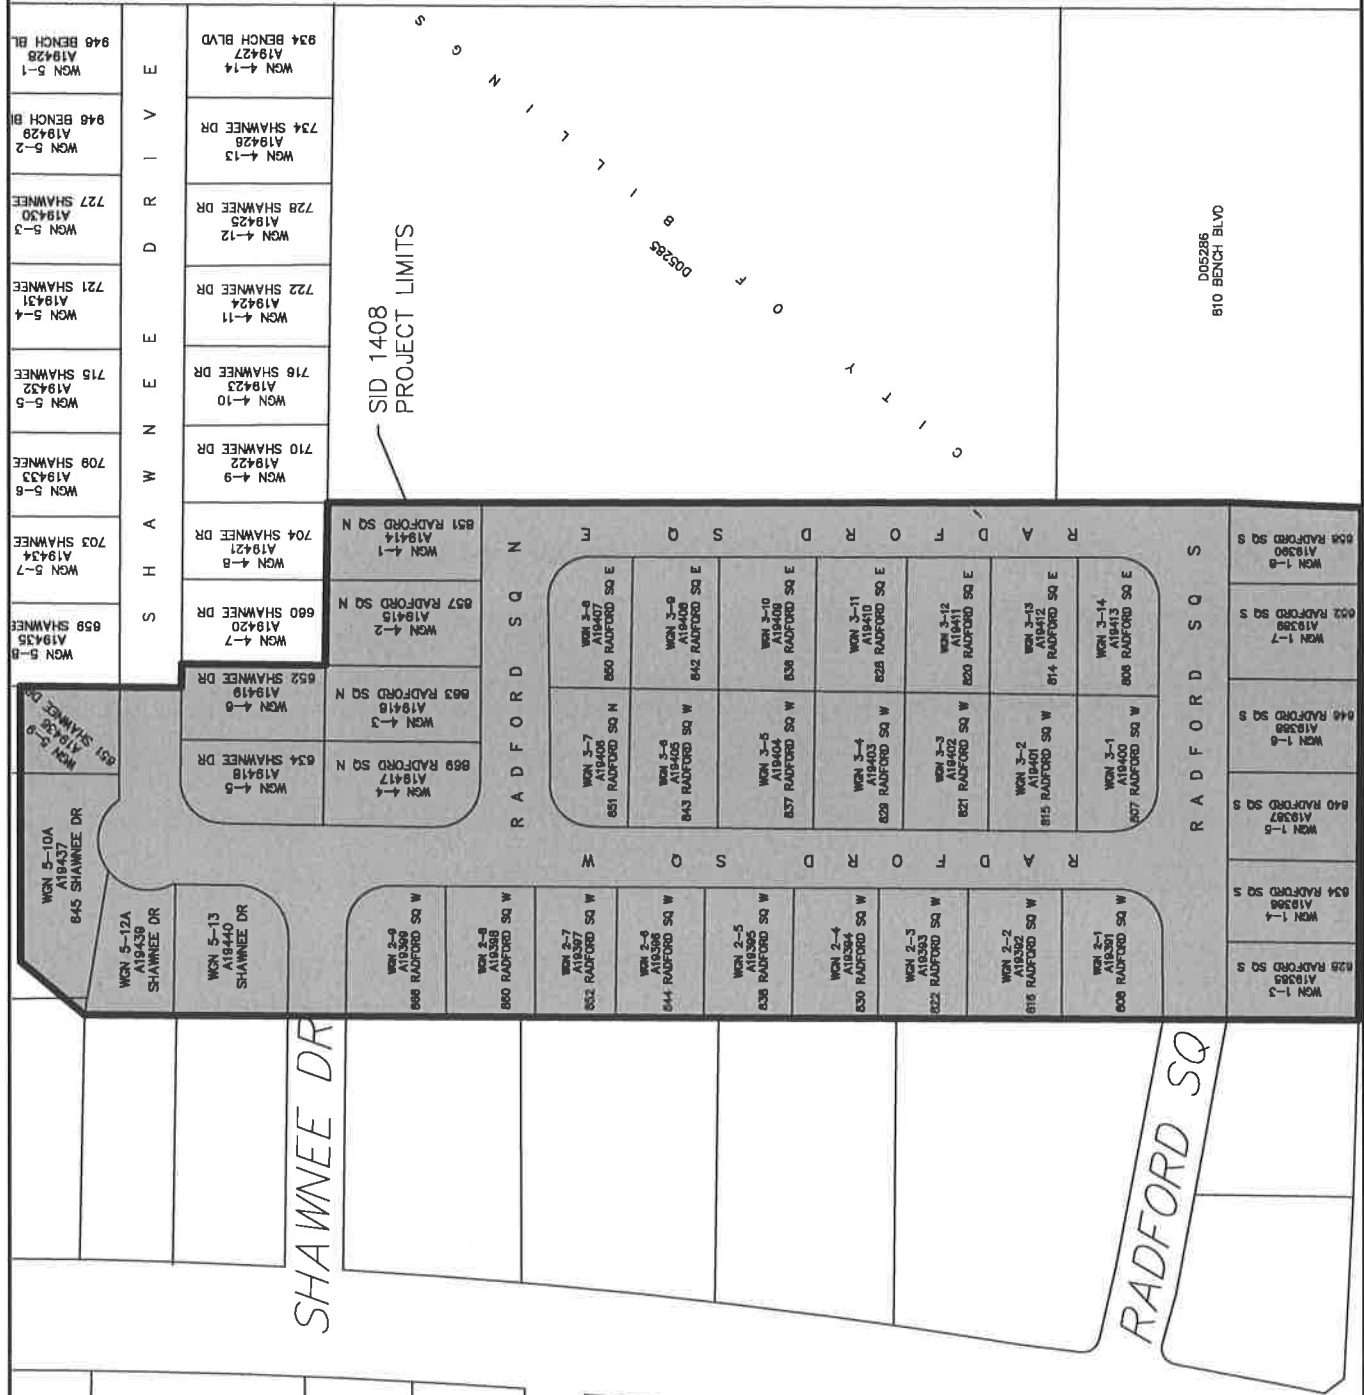 WGN 5-1
A19428
946 BENCH BL
WGN 5-2
A19429
946 BENCH BL
WGN 5-3
A19430
727 SHAWNEE
WGN 5-4
A19431
721 SHAWNEE
WGN 5-5
A19432
715 SHAWNEE
WGN 5-6
A19433
709 SHAWNEE
WGN 5-7
A19434
703 SHAWNEE
WGN 5-8
A19435
659 SHAWNEE
SHAWNEE DRIVE
WGN 4-14
A19427
934 BENCH BLVD
WGN 4-13
A19426
734 SHAWNEE DR
WGN 4-12
A19425
728 SHAWNEE DR
WGN 4-11
A19424
722 SHAWNEE DR
WGN 4-10
A19423
716 SHAWNEE DR
WGN 4-9
A19422
710 SHAWNEE DR
WGN 4-8
A19421
704 SHAWNEE DR
WGN 4-7
A19420
660 SHAWNEE DR
CITY OF BILLINGS
D05285
D05286
810 BENCH BLVD
SID 1408
PROJECT LIMITS
WGN 4-1
A19414
851 RADFORD SQ N
WGN 4-2
A19415
857 RADFORD SQ N
WGN 4-3
A19416
863 RADFORD SQ N
WGN 4-4
A19417
869 RADFORD SQ N
WGN 4-6
A19419
652 SHAWNEE DR
WGN 4-5
A19418
634 SHAWNEE DR
WGN 5-9
A19436
651 SHAWNEE DR
WGN 5-10A
A19437
645 SHAWNEE DR
WGN 5-12A
A19439
SHAWNEE DR
WGN 5-13
A19440
SHAWNEE DR
RADFORD SQ N
RADFORD SQ E
WGN 3-8
A19407
850 RADFORD SQ E
WGN 3-9
A19408
842 RADFORD SQ E
WGN 3-10
A19409
836 RADFORD SQ E
WGN 3-11
A19410
828 RADFORD SQ E
WGN 3-12
A19411
820 RADFORD SQ E
WGN 3-13
A19412
814 RADFORD SQ E
WGN 3-14
A19413
806 RADFORD SQ E
WGN 3-7
A19406
851 RADFORD SQ N
WGN 3-6
A19405
843 RADFORD SQ W
WGN 3-5
A19404
837 RADFORD SQ W
WGN 3-4
A19403
829 RADFORD SQ W
WGN 3-3
A19402
821 RADFORD SQ W
WGN 3-2
A19401
815 RADFORD SQ W
WGN 3-1
A19400
807 RADFORD SQ W
RADFORD SQ W
RADFORD SQ S
WGN 2-9
A19399
868 RADFORD SQ W
WGN 2-8
A19398
860 RADFORD SQ W
WGN 2-7
A19397
852 RADFORD SQ W
WGN 2-6
A19396
844 RADFORD SQ W
WGN 2-5
A19395
838 RADFORD SQ W
WGN 2-4
A19394
830 RADFORD SQ W
WGN 2-3
A19393
822 RADFORD SQ W
WGN 2-2
A19392
816 RADFORD SQ W
WGN 2-1
A19391
808 RADFORD SQ W
WGN 1-8
A19390
658 RADFORD SQ S
WGN 1-7
A19389
652 RADFORD SQ S
WGN 1-6
A19388
646 RADFORD SQ S
WGN 1-5
A19387
640 RADFORD SQ S
WGN 1-4
A19386
634 RADFORD SQ S
WGN 1-3
A19385
628 RADFORD SQ S
SHAWNEE DR
RADFORD SQ